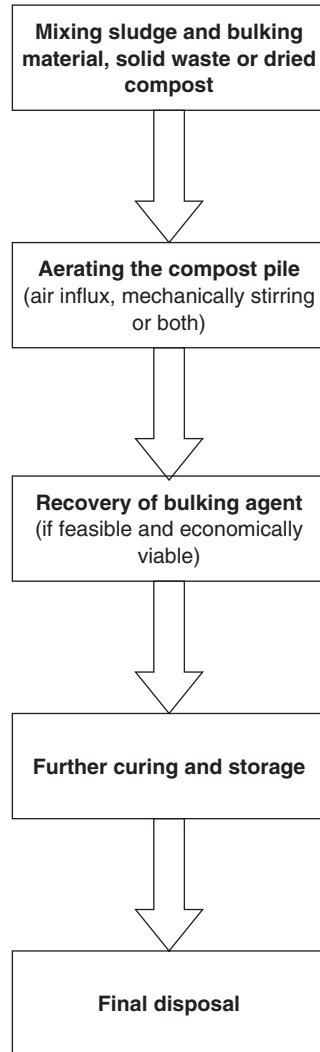 Mixing sludge and bulking
material, solid waste or dried
compost
Aerating the compost pile
(air influx, mechanically stirring
or both)
Recovery of bulking agent
(if feasible and economically
viable)
Further curing and storage
Final disposal